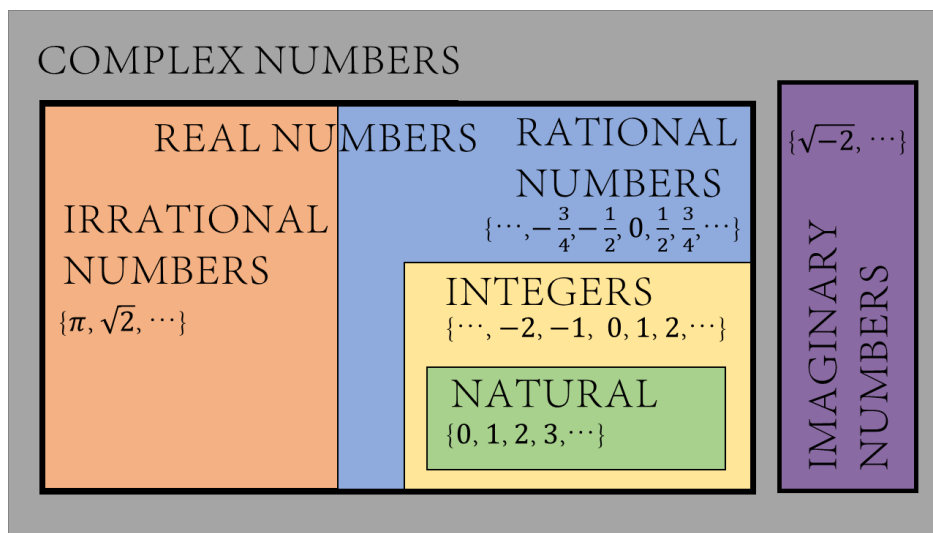 COMPLEX NUMBERS
REAL NUMBERS
IRRATIONAL
NUMBERS
{π, √2, ⋯}
RATIONAL
NUMBERS
{⋯,−3/4,−1/2, 0, 1/2, 3/4,⋯}
INTEGERS
{⋯, −2, −1, 0, 1, 2,⋯}
NATURAL
{0, 1, 2, 3,⋯}
{√−2, ⋯}
IMAGINARY
NUMBERS